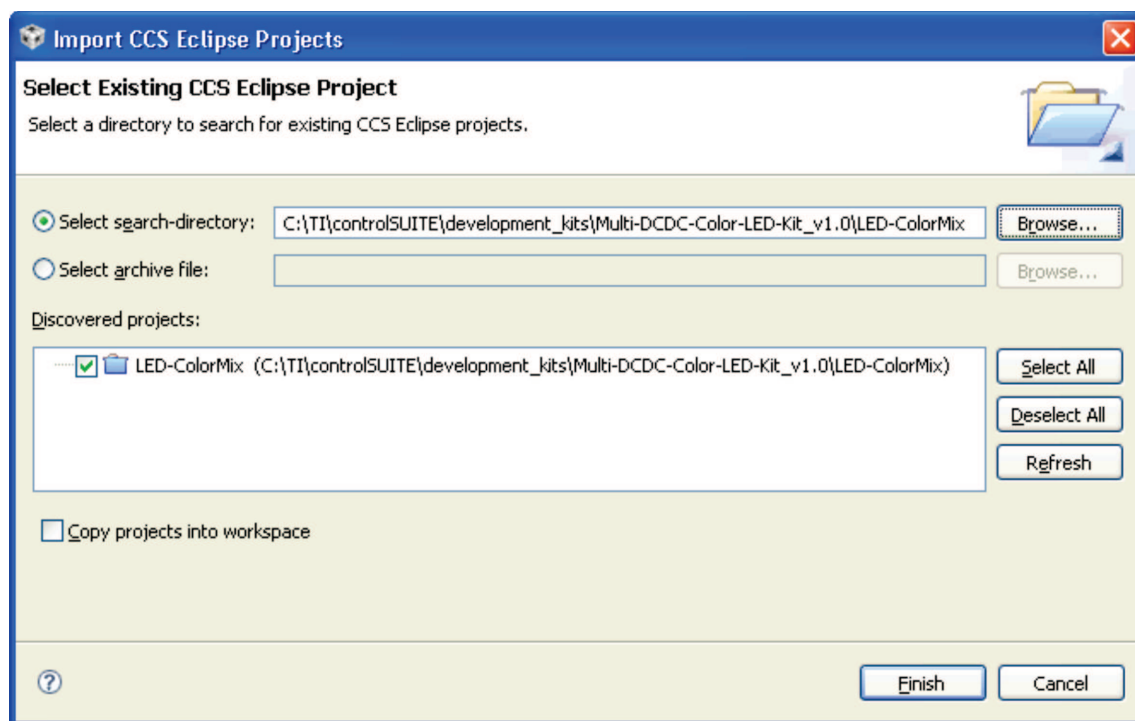 Import CCS Eclipse Projects
Select Existing CCS Eclipse Project
Select a directory to search for existing CCS Eclipse projects.
Select search-directory: C:\TI\controlSUITE\development_kits\Multi-DCDC-Color-LED-Kit_v1.0\LED-ColorMix Browse...
Select archive file: Browse...
Discovered projects:
LED-ColorMix (C:\TI\controlSUITE\development_kits\Multi-DCDC-Color-LED-Kit_v1.0\LED-ColorMix) Select All
Deselect All
Refresh
Copy projects into workspace
? Finish Cancel